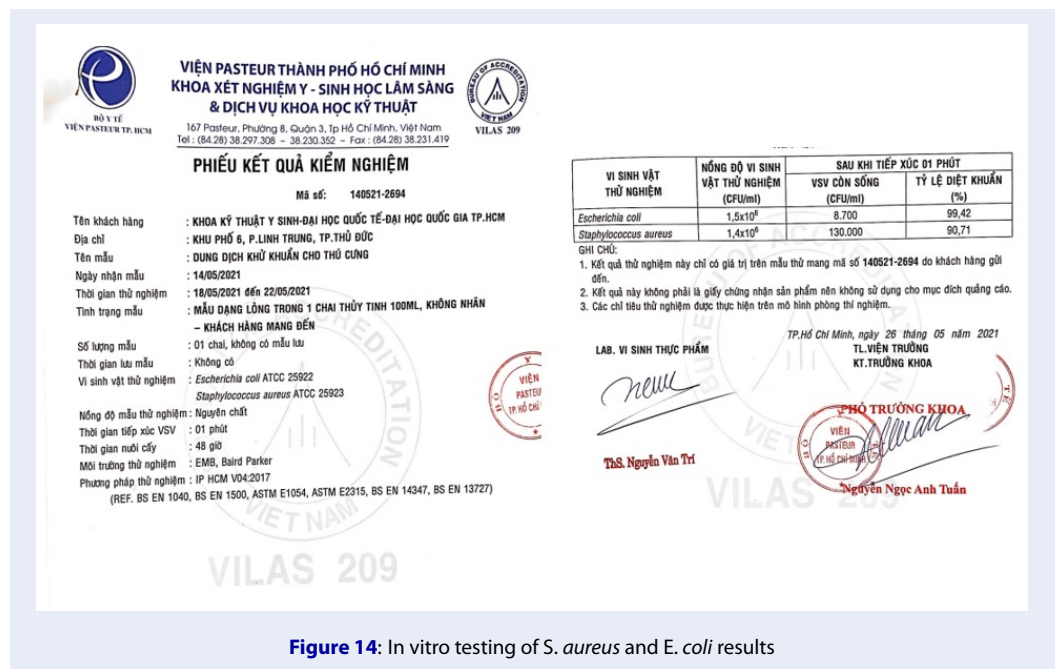 BỘ Y TẾ
VIỆN PASTEUR TP. HCM
VIỆN PASTEUR THÀNH PHỐ HỒ CHÍ MINH
KHOA XÉT NGHIỆM Y - SINH HỌC LÂM SÀNG
& DỊCH VỤ KHOA HỌC KỸ THUẬT
167 Pasteur, Phường 8, Quận 3, Tp Hồ Chí Minh, Việt Nam
Tel : (84.28) 38.297.308 – 38.230.352 – Fax : (84.28) 38.231.419
BUREAU OF ACCREDITATION
VIET NAM
VILAS 209
PHIẾU KẾT QUẢ KIỂM NGHIỆM
Mã số: 140521-2694
Tên khách hàng : KHOA KỸ THUẬT Y SINH-ĐẠI HỌC QUỐC TẾ-ĐẠI HỌC QUỐC GIA TP.HCM
Địa chỉ : KHU PHỐ 6, P.LINH TRUNG, TP.THỦ ĐỨC
Tên mẫu : DUNG DỊCH KHỬ KHUẨN CHO THÚ CƯNG
Ngày nhận mẫu : 14/05/2021
Thời gian thử nghiệm : 18/05/2021 đến 22/05/2021
Tình trạng mẫu : MẪU DẠNG LỎNG TRONG 1 CHAI THỦY TINH 100ML, KHÔNG NHÃN
– KHÁCH HÀNG MANG ĐẾN
Số lượng mẫu : 01 chai, không có mẫu lưu
Thời gian lưu mẫu : Không có
Vi sinh vật thử nghiệm : Escherichia coli ATCC 25922
Staphylococcus aureus ATCC 25923
Nồng độ mẫu thử nghiệm : Nguyên chất
Thời gian tiếp xúc VSV : 01 phút
Thời gian nuôi cấy : 48 giờ
Môi trường thử nghiệm : EMB, Baird Parker
Phương pháp thử nghiệm : IP HCM V04:2017
(REF. BS EN 1040, BS EN 1500, ASTM E1054, ASTM E2315, BS EN 14347, BS EN 13727)
VIET NAM
VILAS 209
VIỆN
PASTEUR
TP. HỒ CHÍ
VI SINH VẬT THỬ NGHIỆM NỒNG ĐỘ VI SINH VẬT THỬ NGHIỆM (CFU/ml) SAU KHI TIẾP XÚC 01 PHÚT
VSV CÒN SỐNG (CFU/ml) TỶ LỆ DIỆT KHUẨN (%)
Escherichia coli 1,5x10⁶ 8.700 99,42
Staphylococcus aureus 1,4x10⁶ 130.000 90,71
GHI CHÚ:
1. Kết quả thử nghiệm này chỉ có giá trị trên mẫu thử mang mã số 140521-2694 do khách hàng gửi
đến.
2. Kết quả này không phải là giấy chứng nhận sản phẩm nên không sử dụng cho mục đích quảng cáo.
3. Các chỉ tiêu thử nghiệm được thực hiện trên mô hình phòng thí nghiệm.
TP.Hồ Chí Minh, ngày 26 tháng 05 năm 2021
LAB. VI SINH THỰC PHẨM
TL.VIỆN TRƯỞNG
KT.TRƯỞNG KHOA
PHÓ TRƯỞNG KHOA
VIỆN
PASTEUR
TP. HỒ CHÍ MINH
ThS. Nguyễn Văn Trí
Nguyễn Ngọc Anh Tuấn
VILAS 209
Figure 14: In vitro testing of S. aureus and E. coli results